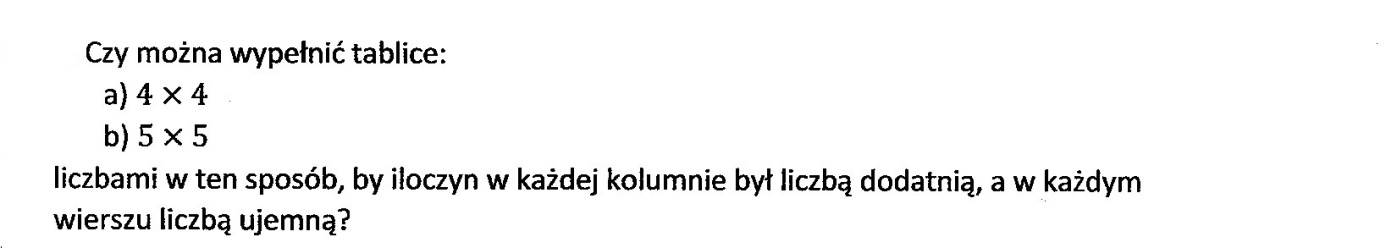 Czy można wypełnić tablice:
a) 4 × 4
b) 5 × 5
liczbami w ten sposób, by iloczyn w każdej kolumnie był liczbą dodatnią, a w każdym
wierszu liczbą ujemną?